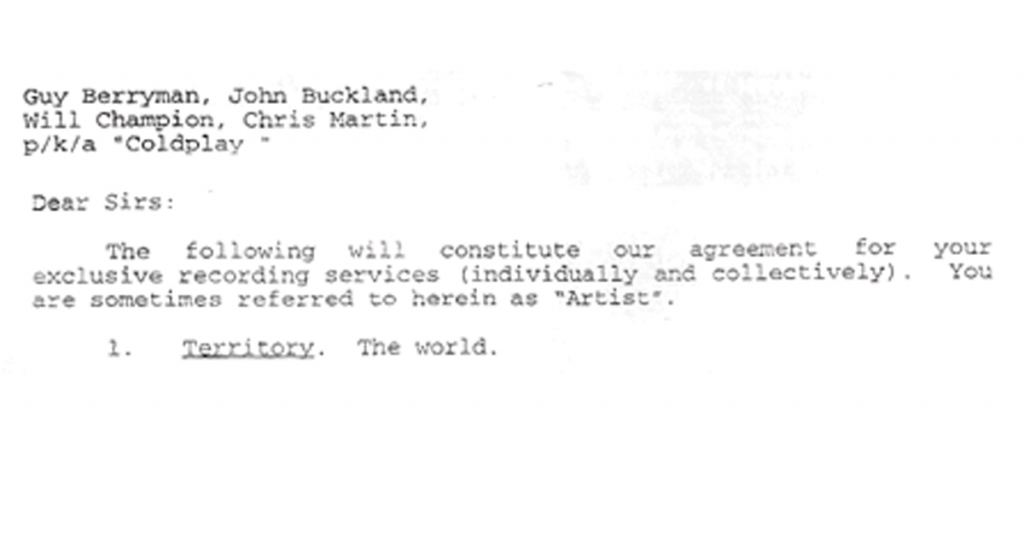 Guy Berryman, John Buckland,
Will Champion, Chris Martin,
p/k/a "Coldplay "
Dear Sirs:
The following will constitute our agreement for your
exclusive recording services (individually and collectively). You
are sometimes referred to herein as "Artist".
1. Territory. The world.